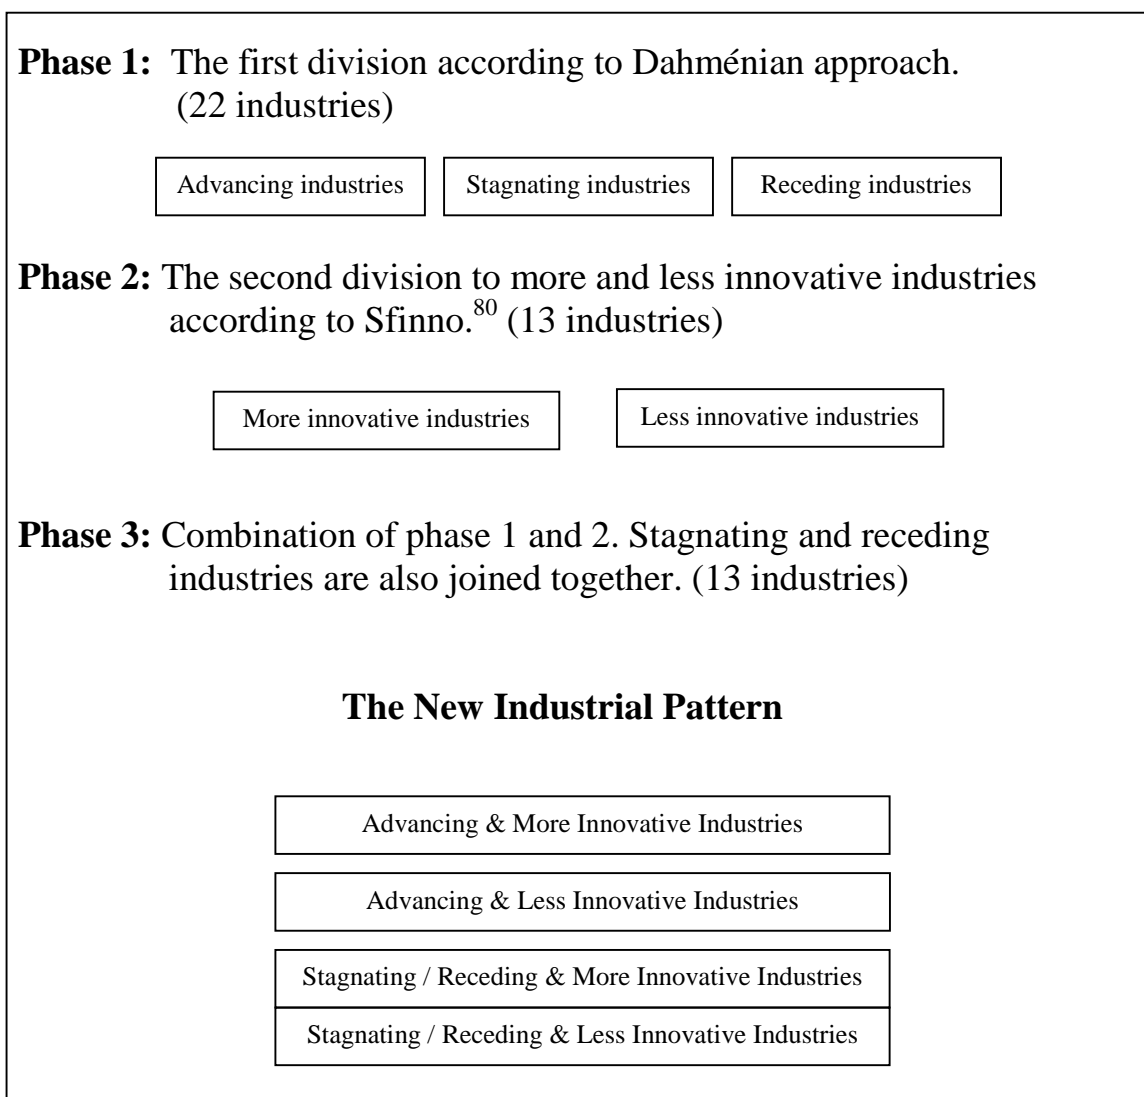 Phase 1: The first division according to Dahménian approach.
(22 industries)
Advancing industries
Stagnating industries
Receding industries
Phase 2: The second division to more and less innovative industries
according to Sfinno.80 (13 industries)
More innovative industries
Less innovative industries
Phase 3: Combination of phase 1 and 2. Stagnating and receding
industries are also joined together. (13 industries)
The New Industrial Pattern
Advancing & More Innovative Industries
Advancing & Less Innovative Industries
Stagnating / Receding & More Innovative Industries
Stagnating / Receding & Less Innovative Industries